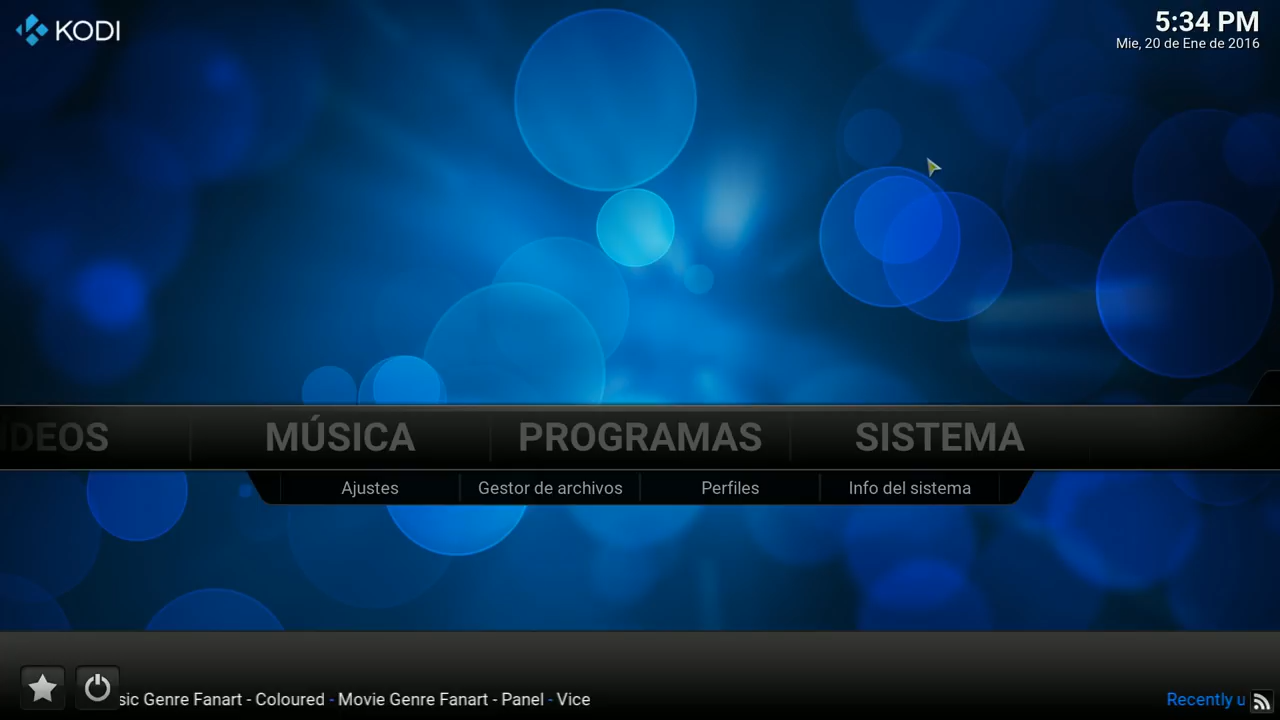 KODI
5:34 PM
Mie, 20 de Ene de 2016
IDEOS MÚSICA PROGRAMAS SISTEMA
Ajustes Gestor de archivos Perfiles Info del sistema
sic Genre Fanart - Coloured - Movie Genre Fanart - Panel - Vice
Recently u